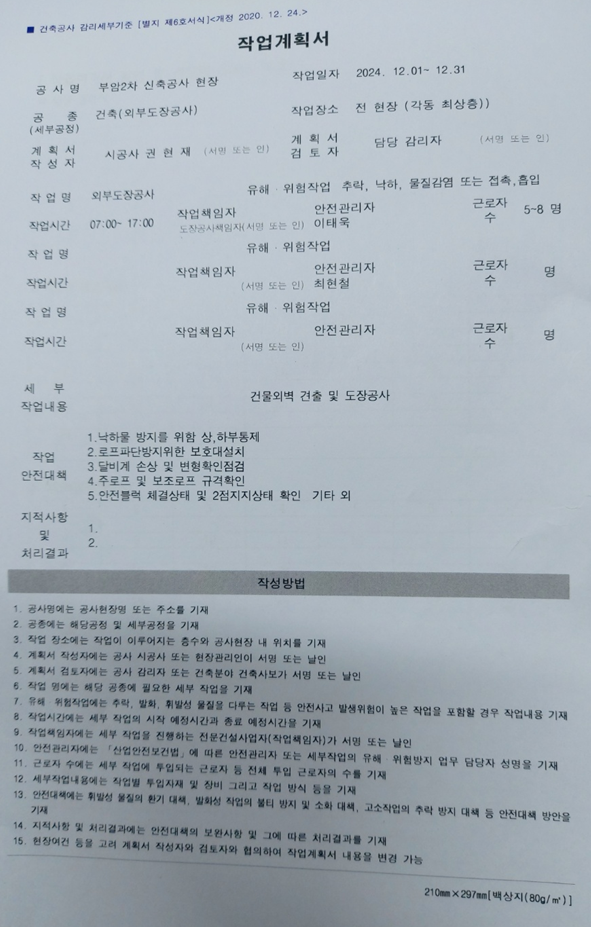 ■ 건축공사 감리세부기준 [별지 제6호서식]<개정 2020. 12. 24.>
작업계획서
공 사 명 부암2차 신축공사 현장 작업일자 2024. 12.01~ 12.31
공 종 (세부공정) 건축(외부도장공사) 작업장소 전 현장 (각동 최상층))
계 획 서 작 성 자 시공사 권 현 재 (서명 또는 인) 계 획 서 검 토 자 담당 감리자 (서명 또는 인)
작 업 명 외부도장공사 유해 · 위험작업 추락, 낙하, 물질감염 또는 접촉,흡입
작업시간 07:00~ 17:00 작업책임자 도장공사책임자(서명 또는 인) 안전관리자 이태욱 근로자 수 5~8 명
작 업 명 유해 · 위험작업
작업시간 작업책임자 (서명 또는 인) 안전관리자 최현철 근로자 수 명
작 업 명 유해 · 위험작업
작업시간 작업책임자 (서명 또는 인) 안전관리자 근로자 수 명
세 부 작업내용 건물외벽 견출 및 도장공사
작업 안전대책
1.낙하물 방지를 위함 상,하부통제
2.로프파단방지위한 보호대설치
3.달비계 손상 및 변형확인점검
4.주로프 및 보조로프 규격확인
5.안전블럭 체결상태 및 2점지지상태 확인 기타 외
지적사항 및 처리결과
1.
2.
작성방법
1. 공사명에는 공사현장명 또는 주소를 기재
2. 공종에는 해당공정 및 세부공정을 기재
3. 작업 장소에는 작업이 이루어지는 층수와 공사현장 내 위치를 기재
4. 계획서 작성자에는 공사 시공사 또는 현장관리인이 서명 또는 날인
5. 계획서 검토자에는 공사 감리자 또는 건축분야 건축사보가 서명 또는 날인
6. 작업 명에는 해당 공종에 필요한 세부 작업을 기재
7. 유해 · 위험작업에는 추락, 발화, 휘발성 물질을 다루는 작업 등 안전사고 발생위험이 높은 작업을 포함할 경우 작업내용 기재
8. 작업시간에는 세부 작업의 시작 예정시간과 종료 예정시간을 기재
9. 작업책임자에는 세부 작업을 진행하는 전문건설사업자(작업책임자)가 서명 또는 날인
10. 안전관리자에는 「산업안전보건법」에 따른 안전관리자 또는 세부작업의 유해 · 위험방지 업무 담당자 성명을 기재
11. 근로자 수에는 세부 작업에 투입되는 근로자 등 전체 투입 근로자의 수를 기재
12. 세부작업내용에는 작업별 투입자재 및 장비 그리고 작업 방식 등을 기재
13. 안전대책에는 휘발성 물질의 환기 대책, 발화성 작업의 불티 방지 및 소화 대책, 고소작업의 추락 방지 대책 등 안전대책 방안을
기재
14. 지적사항 및 처리결과에는 안전대책의 보완사항 및 그에 따른 처리결과를 기재
15. 현장여건 등을 고려 계획서 작성자와 검토자와 협의하여 작업계획서 내용을 변경 가능
210㎜×297㎜[백상지(80g/㎡)]